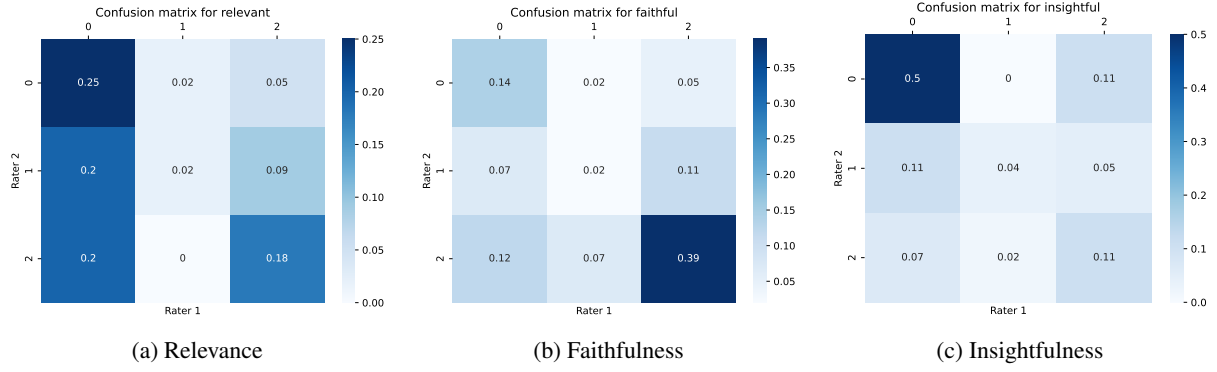 Confusion matrix for relevant
0 1 2
0 0.25 0.02 0.05
1 0.2 0.02 0.09
2 0.2 0 0.18
Rater 2
Rater 1
0.25
0.20
0.15
0.10
0.05
0.00
(a) Relevance
Confusion matrix for faithful
0 1 2
0 0.14 0.02 0.05
1 0.07 0.02 0.11
2 0.12 0.07 0.39
Rater 2
Rater 1
0.35
0.30
0.25
0.20
0.15
0.10
0.05
(b) Faithfulness
Confusion matrix for insightful
0 1 2
0 0.5 0 0.11
1 0.11 0.04 0.05
2 0.07 0.02 0.11
Rater 2
Rater 1
0.5
0.4
0.3
0.2
0.1
0.0
(c) Insightfulness